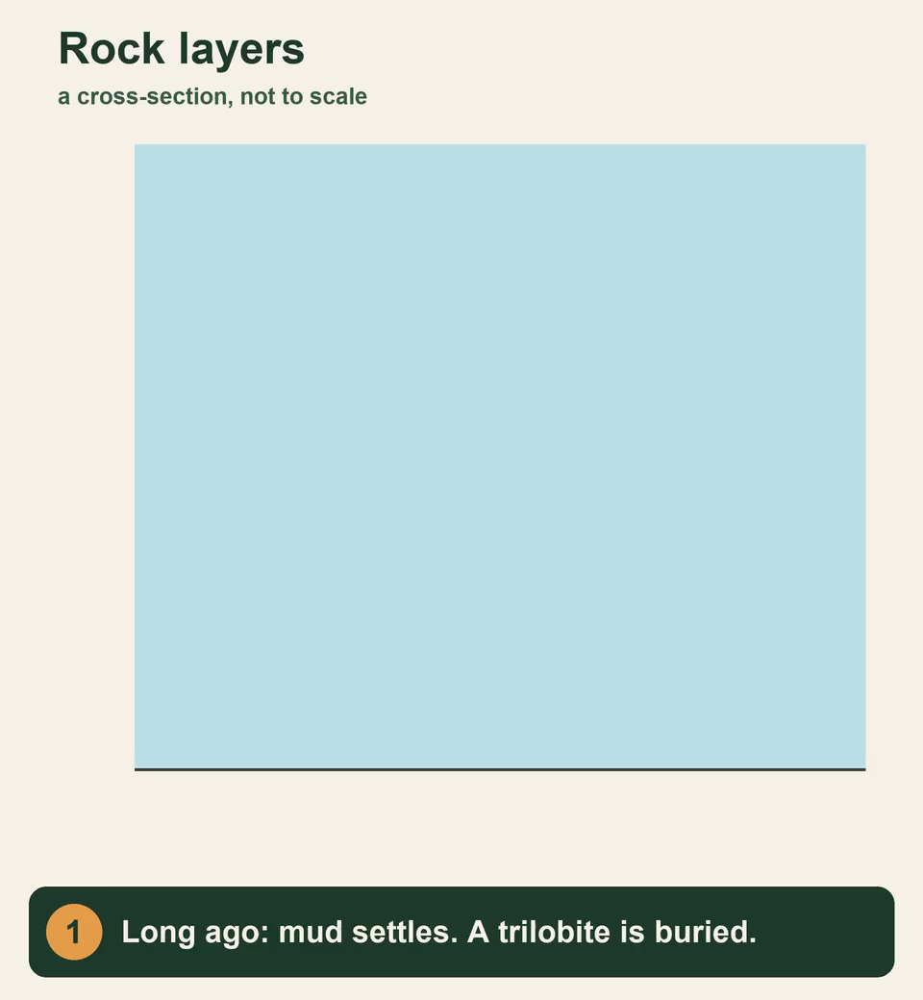 Rock layers
a cross-section, not to scale
1 Long ago: mud settles. A trilobite is buried.